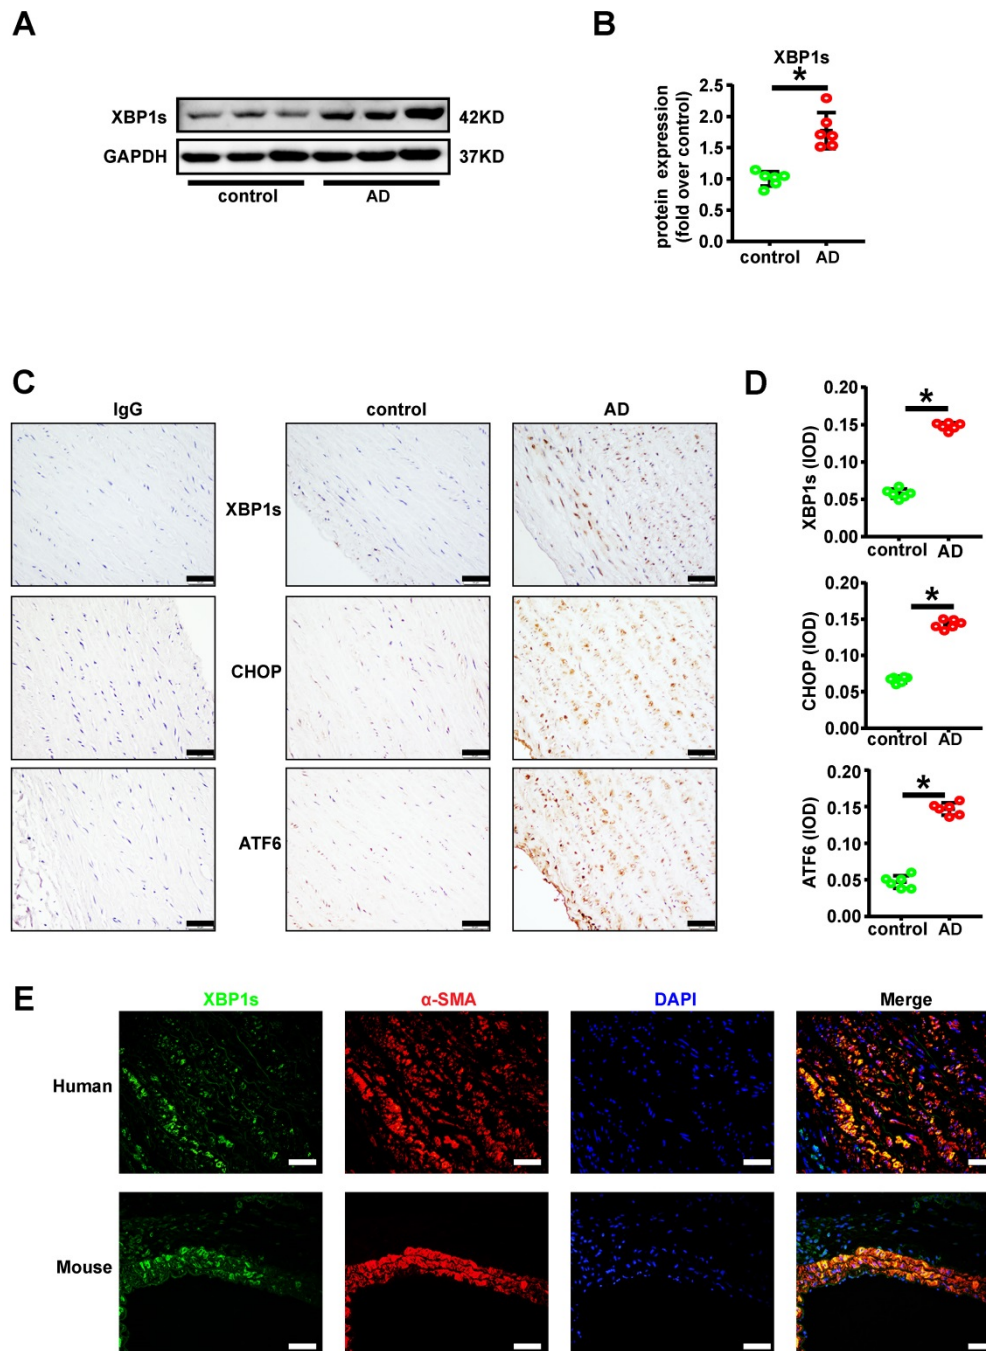 A
XBP1s
42KD
GAPDH
37KD
control
AD
B
XBP1s
*
protein expression
(fold over control)
2.5
2.0
1.5
1.0
0.5
0.0
control
AD
C
IgG
control
AD
XBP1s
CHOP
ATF6
D
XBP1s (IOD)
0.20
0.15
0.10
0.05
0.00
*
control
AD
CHOP (IOD)
0.20
0.15
0.10
0.05
0.00
*
control
AD
ATF6 (IOD)
0.20
0.15
0.10
0.05
0.00
*
control
AD
E
XBP1s
α-SMA
DAPI
Merge
Human
Mouse